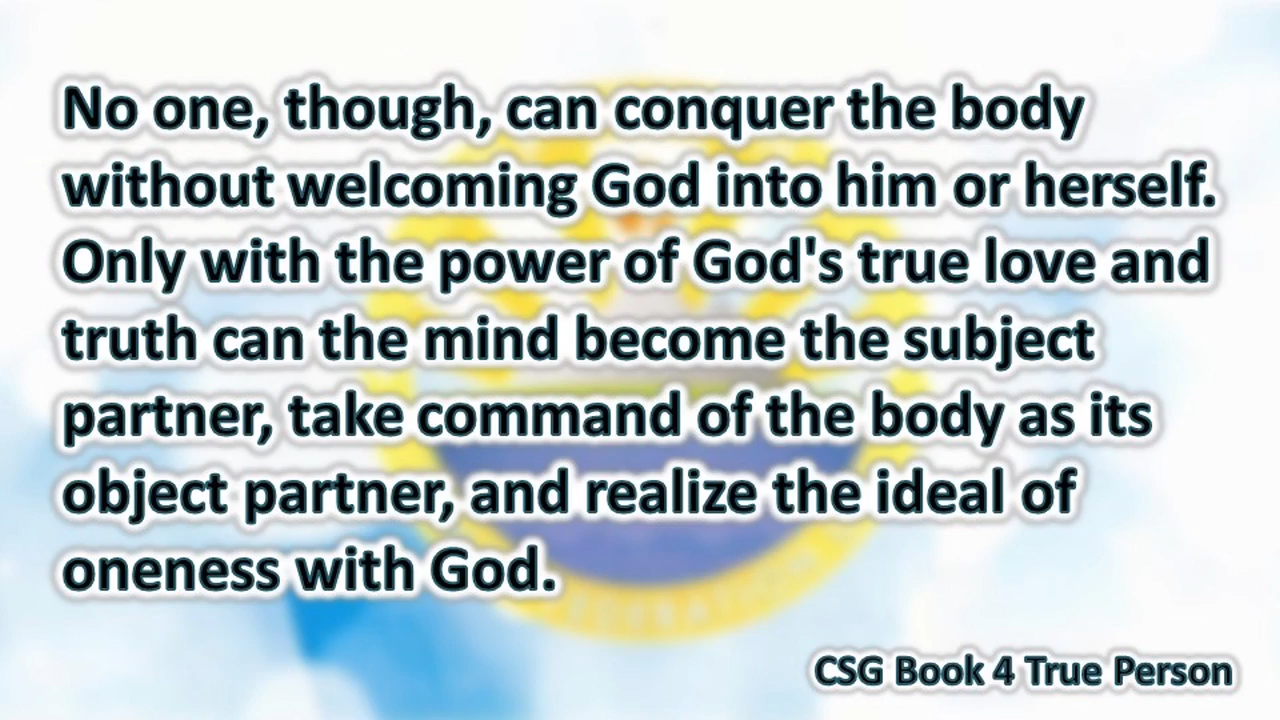 No one, though, can conquer the body
without welcoming God into him or herself.
Only with the power of God's true love and
truth can the mind become the subject
partner, take command of the body as its
object partner, and realize the ideal of
oneness with God.
CSG Book 4 True Person